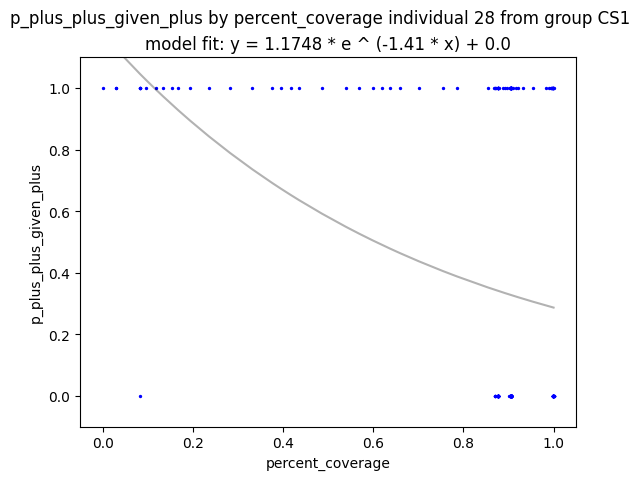 p_plus_plus_given_plus by percent_coverage individual 28 from group CS1
model fit: y = 1.1748 * e ^ (-1.41 * x) + 0.0
1.0
0.8
0.6
0.4
0.2
0.0
p_plus_plus_given_plus
0.0 0.2 0.4 0.6 0.8 1.0
percent_coverage